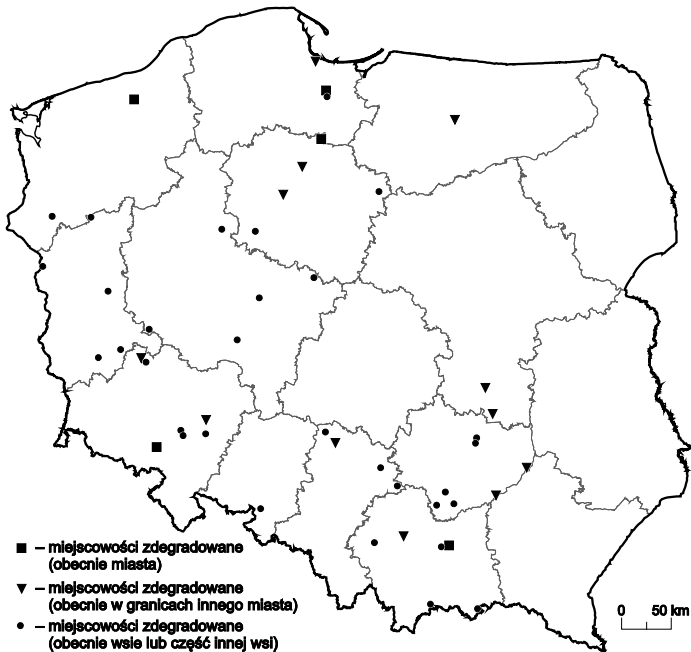 – miejscowości zdegradowane
(obecnie miasta)
– miejscowości zdegradowane
(obecnie w granicach innego miasta)
– miejscowości zdegradowane
(obecnie wsie lub część innej wsi)
0 50 km